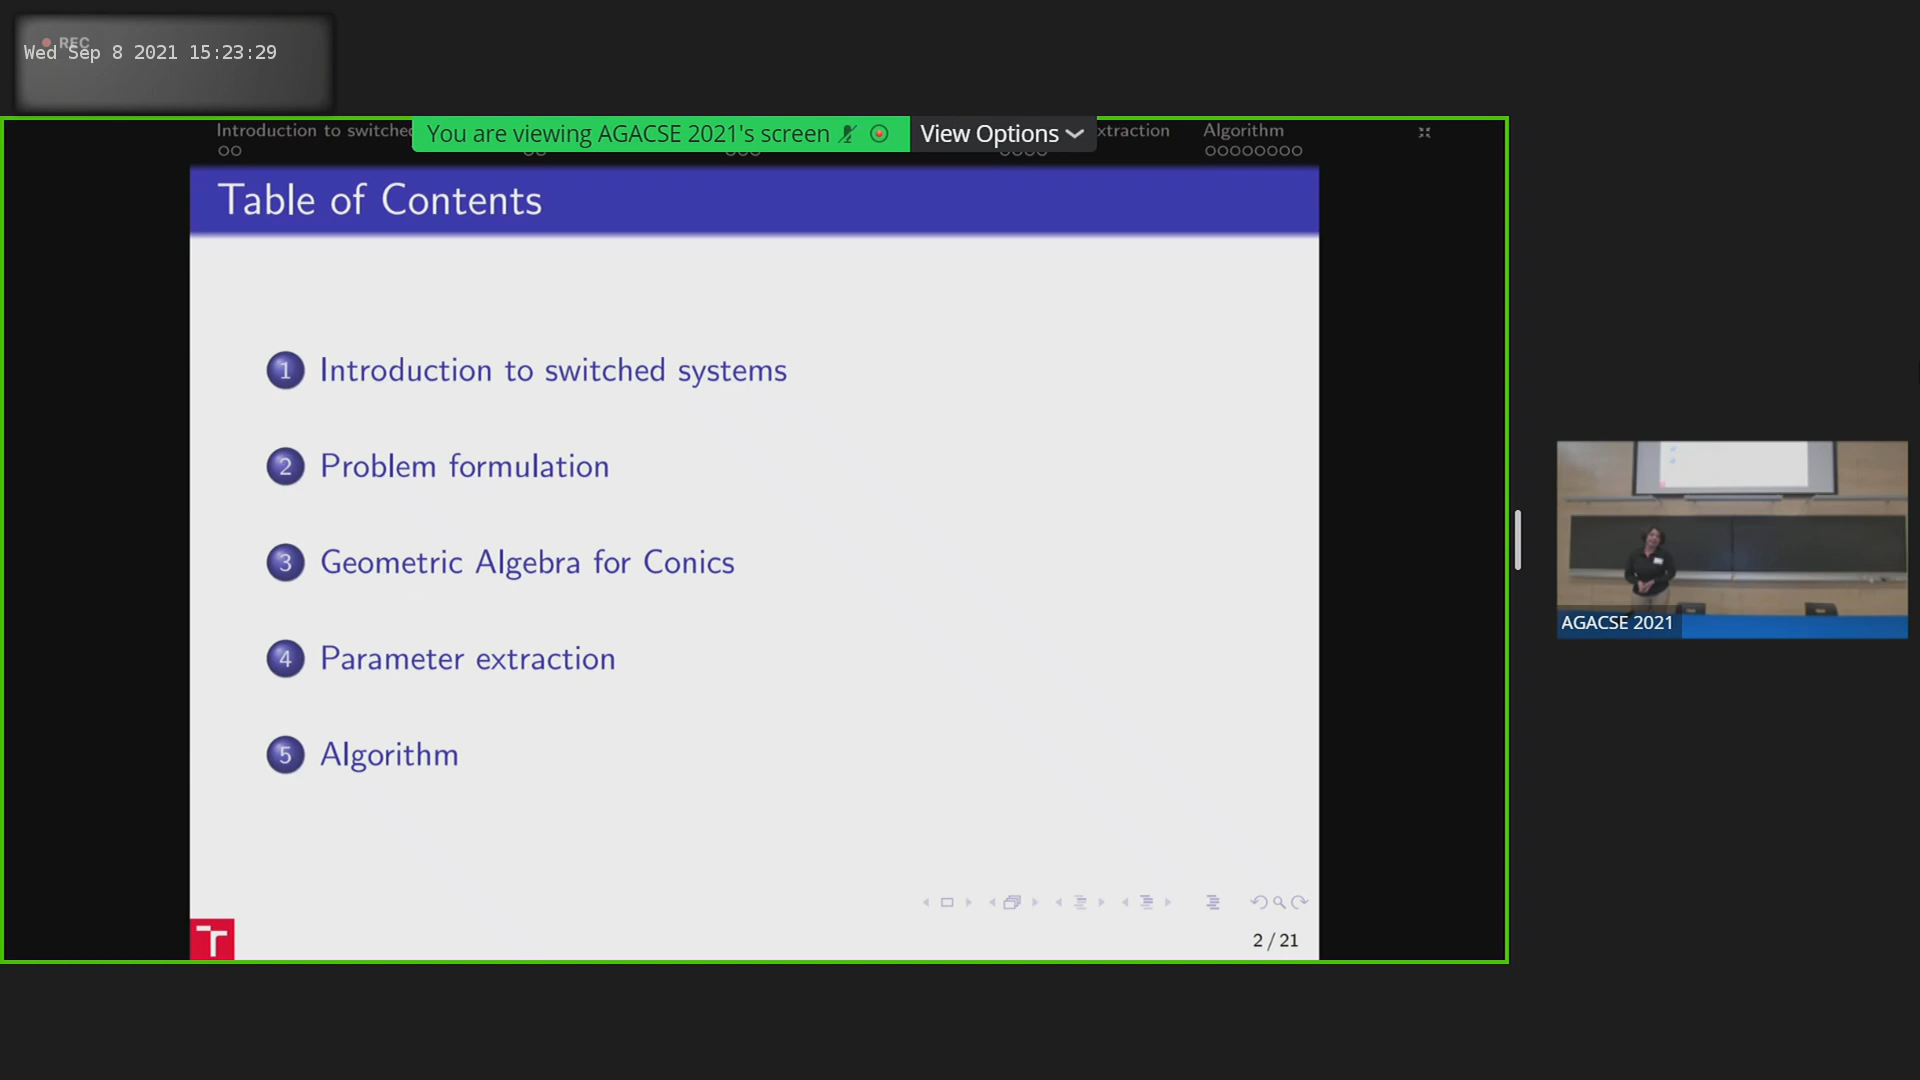 REC
Wed Sep 8 2021 15:23:29
Introduction to switched
You are viewing AGACSE 2021's screen
View Options
xtraction
Algorithm
Table of Contents
1 Introduction to switched systems
2 Problem formulation
3 Geometric Algebra for Conics
4 Parameter extraction
5 Algorithm
2 / 21
AGACSE 2021